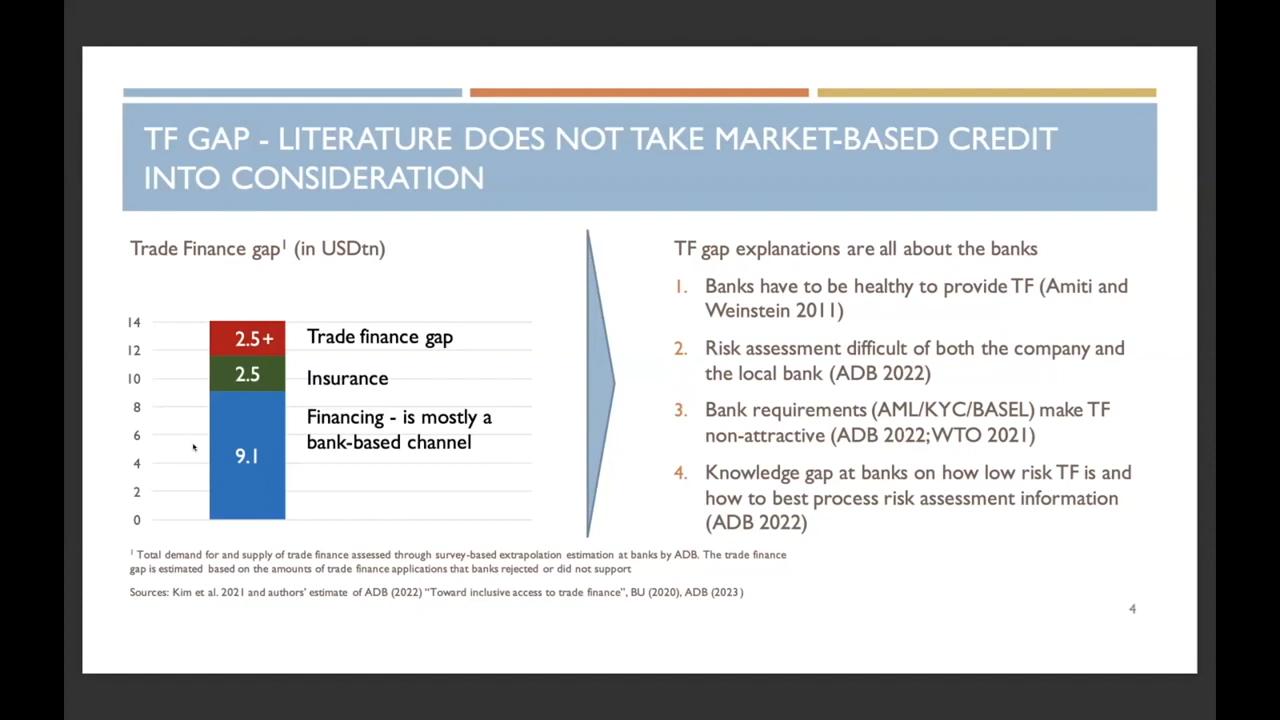 TF GAP - LITERATURE DOES NOT TAKE MARKET-BASED CREDIT
INTO CONSIDERATION
Trade Finance gap¹ (in USDtn)
14
12
10
8
6
4
2
0
2.5+
2.5
9.1
Trade finance gap
Insurance
Financing - is mostly a
bank-based channel
TF gap explanations are all about the banks
1. Banks have to be healthy to provide TF (Amiti and
Weinstein 2011)
2. Risk assessment difficult of both the company and
the local bank (ADB 2022)
3. Bank requirements (AML/KYC/BASEL) make TF
non-attractive (ADB 2022; WTO 2021)
4. Knowledge gap at banks on how low risk TF is and
how to best process risk assessment information
(ADB 2022)
¹ Total demand for and supply of trade finance assessed through survey-based extrapolation estimation at banks by ADB. The trade finance
gap is estimated based on the amounts of trade finance applications that banks rejected or did not support
Sources: Kim et al. 2021 and authors' estimate of ADB (2022) "Toward inclusive access to trade finance", BU (2020), ADB (2023)
4